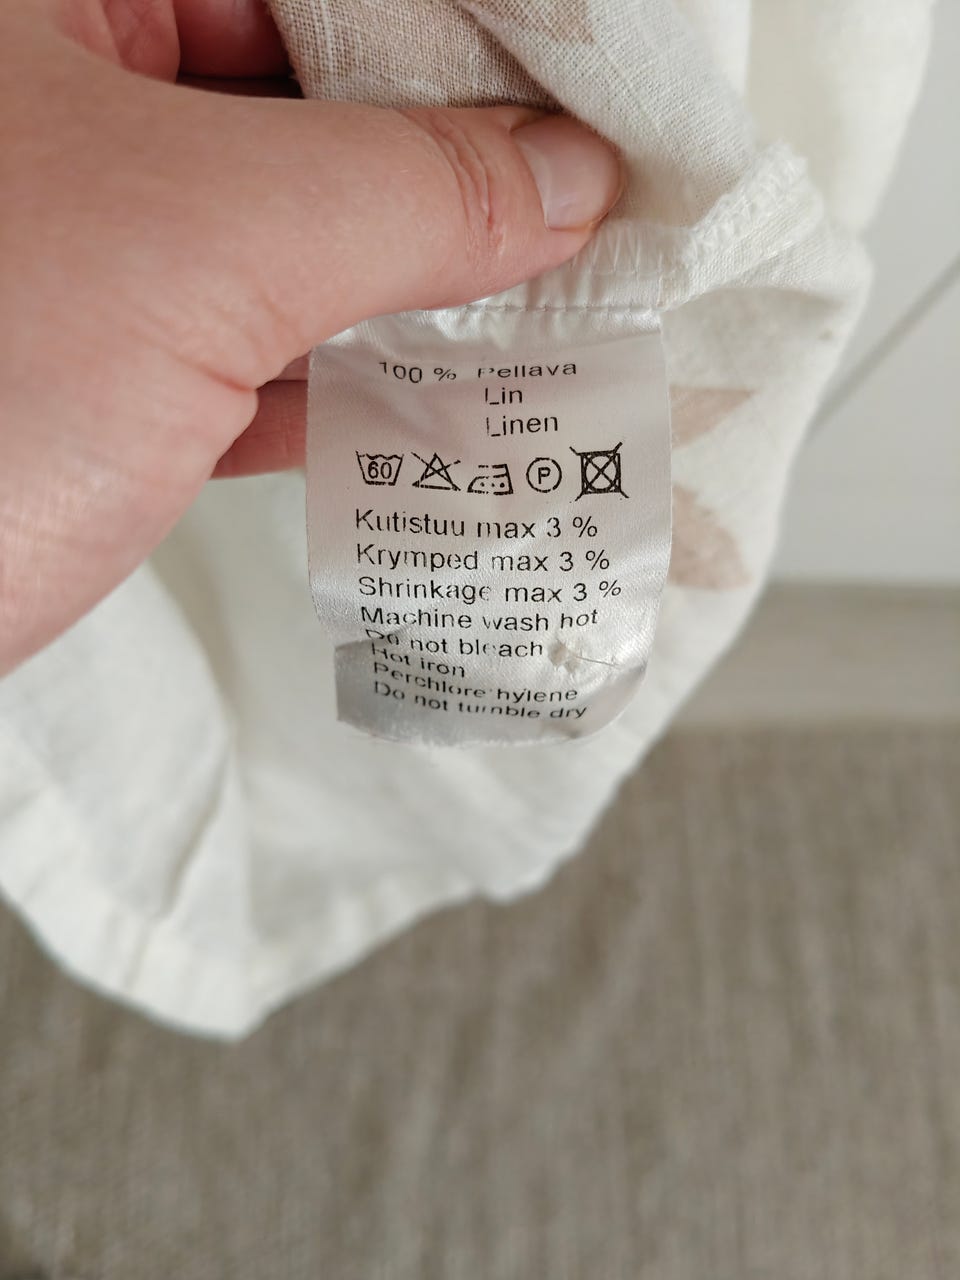 100 % Pellava
Lin
Linen
60 P
Kutistuu max 3 %
Krymped max 3 %
Shrinkage max 3 %
Machine wash hot
Do not bleach
Hot iron
Perchlorethylene
Do not tumble dry